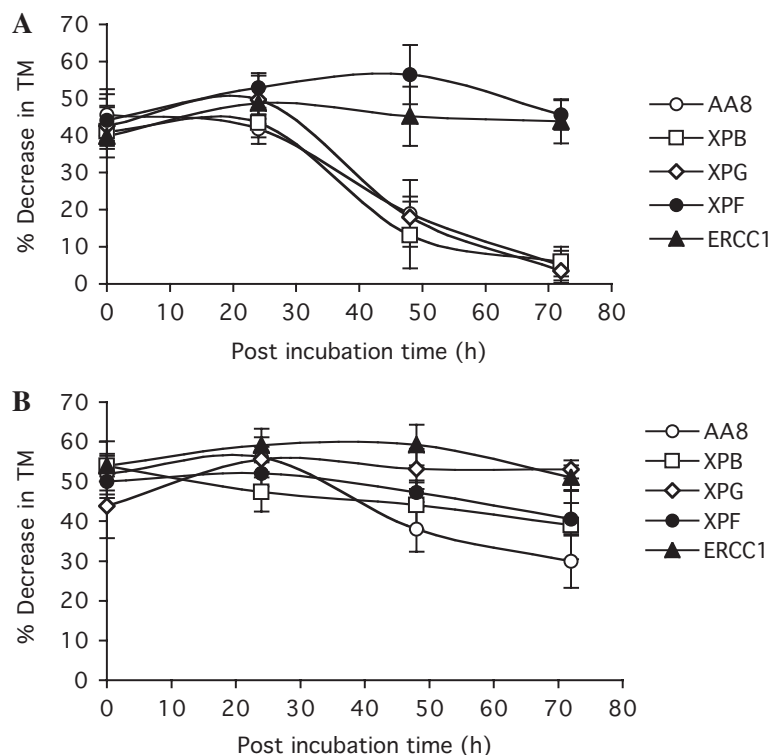 A
% Decrease in TM
70
60
50
40
30
20
10
0
0 10 20 30 40 50 60 70 80
Post incubation time (h)
AA8
XPB
XPG
XPF
ERCC1
B
% Decrease in TM
70
60
50
40
30
20
10
0
0 10 20 30 40 50 60 70 80
Post incubation time (h)
AA8
XPB
XPG
XPF
ERCC1